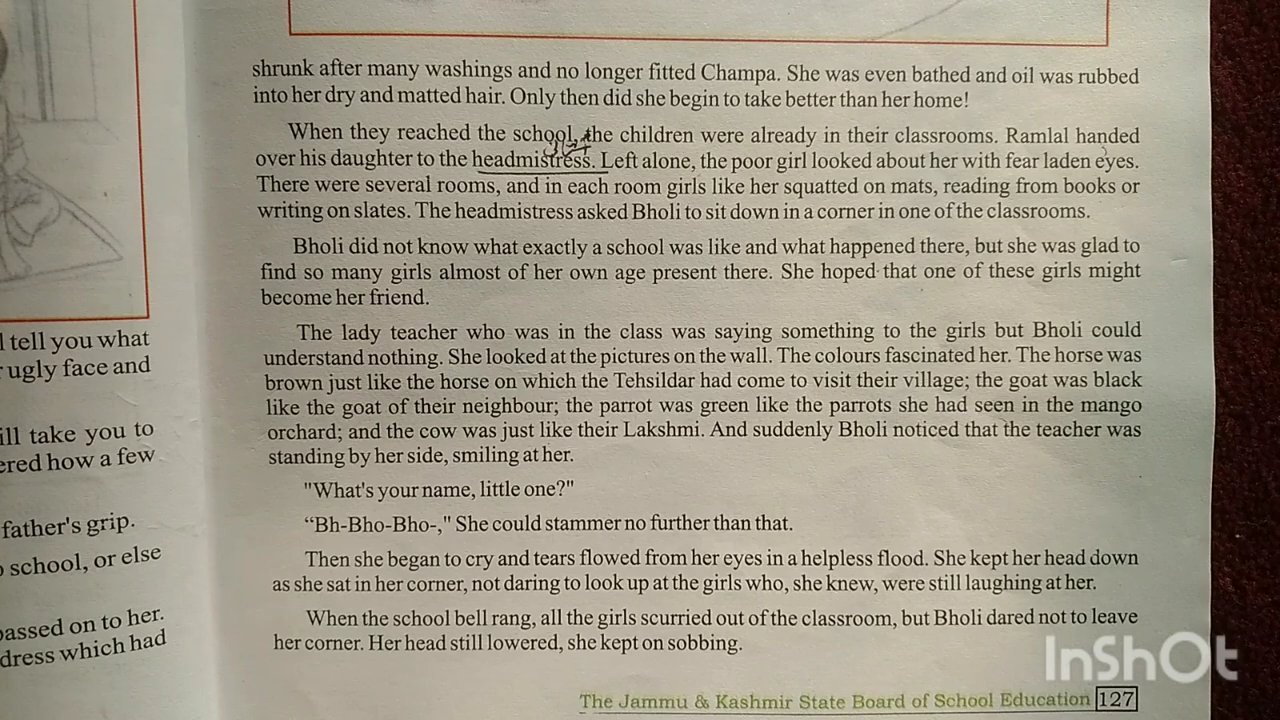 l tell you what
ugly face and
ill take you to
ered how a few
father's grip.
school, or else
passed on to her.
dress which had
shrunk after many washings and no longer fitted Champa. She was even bathed and oil was rubbed
into her dry and matted hair. Only then did she begin to take better than her home!
When they reached the school, the children were already in their classrooms. Ramlal handed
over his daughter to the headmistress. Left alone, the poor girl looked about her with fear laden eyes.
There were several rooms, and in each room girls like her squatted on mats, reading from books or
writing on slates. The headmistress asked Bholi to sit down in a corner in one of the classrooms.
Bholi did not know what exactly a school was like and what happened there, but she was glad to
find so many girls almost of her own age present there. She hoped that one of these girls might
become her friend.
The lady teacher who was in the class was saying something to the girls but Bholi could
understand nothing. She looked at the pictures on the wall. The colours fascinated her. The horse was
brown just like the horse on which the Tehsildar had come to visit their village; the goat was black
like the goat of their neighbour; the parrot was green like the parrots she had seen in the mango
orchard; and the cow was just like their Lakshmi. And suddenly Bholi noticed that the teacher was
standing by her side, smiling at her.
"What's your name, little one?"
“Bh-Bho-Bho-," She could stammer no further than that.
Then she began to cry and tears flowed from her eyes in a helpless flood. She kept her head down
as she sat in her corner, not daring to look up at the girls who, she knew, were still laughing at her.
When the school bell rang, all the girls scurried out of the classroom, but Bholi dared not to leave
her corner. Her head still lowered, she kept on sobbing.
The Jammu & Kashmir State Board of School Education 127
InShOt